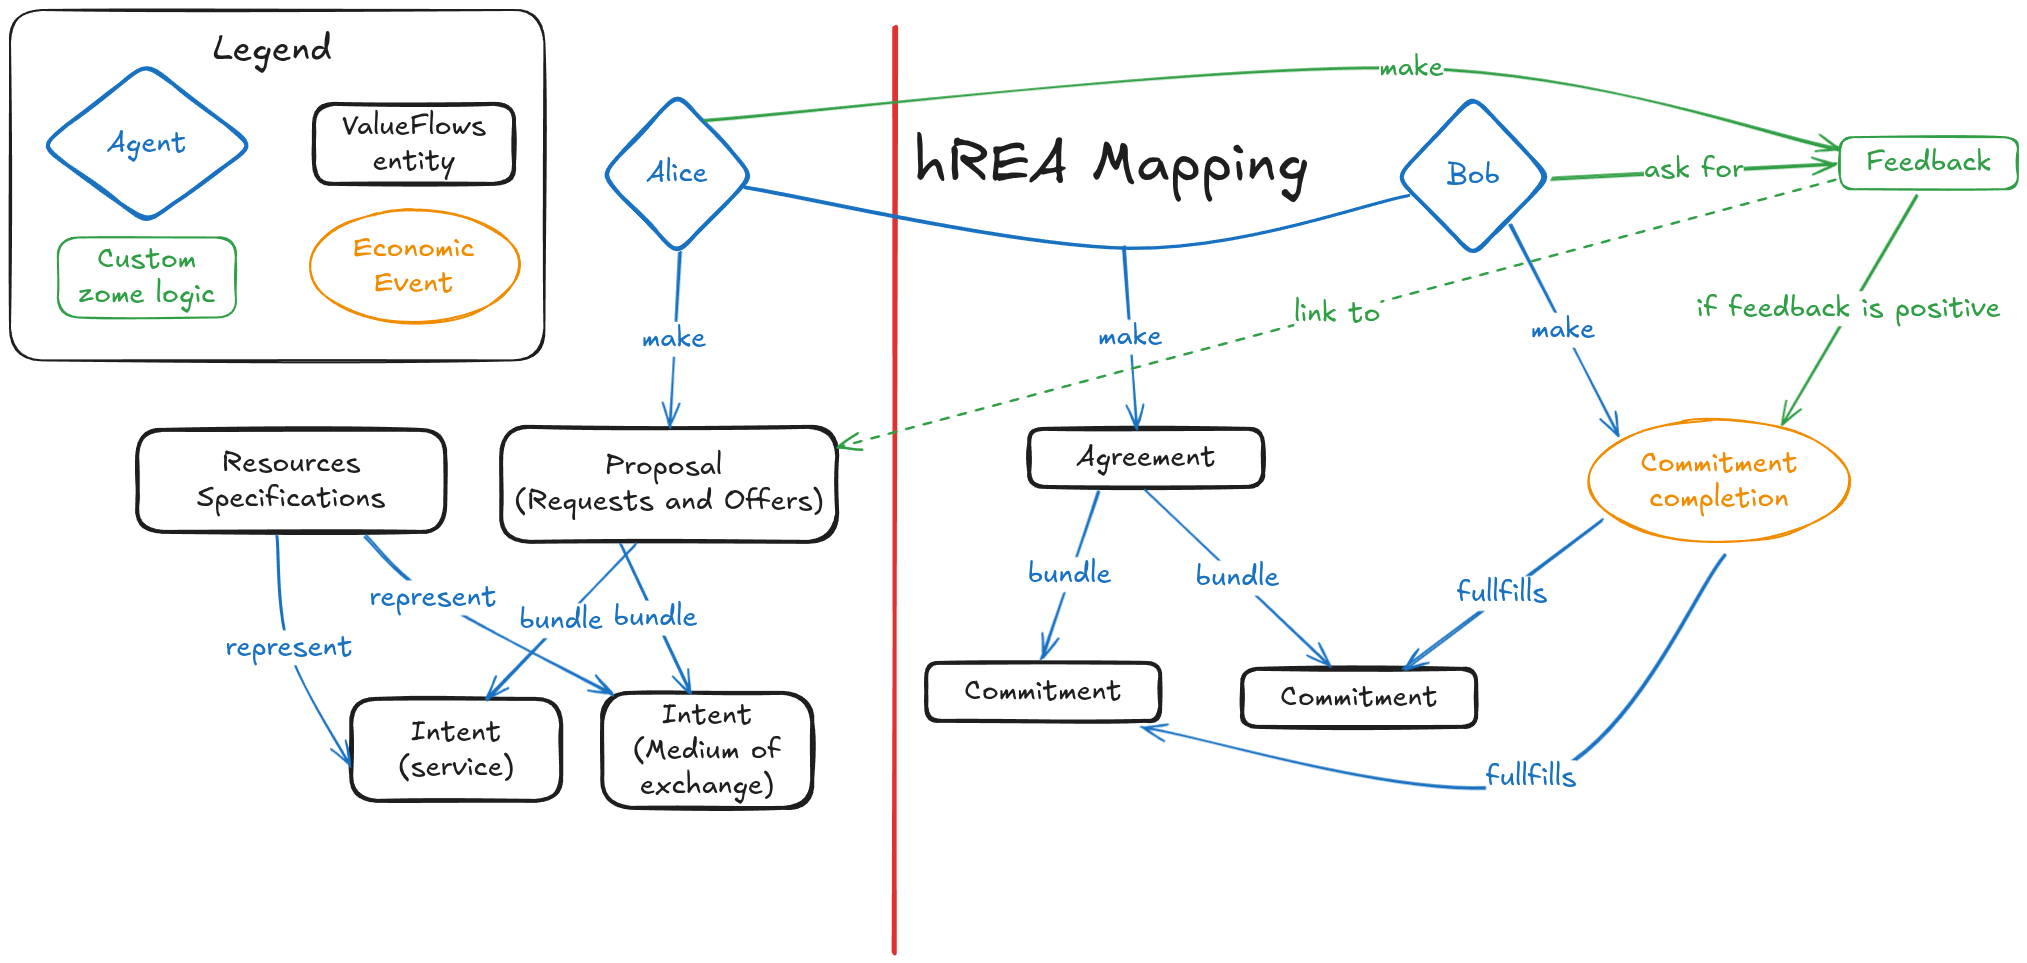 Legend
Agent
ValueFlows
entity
Custom
zome logic
Economic
Event
Alice
make
Resources
Specifications
Proposal
(Requests and Offers)
represent
represent
bundle
bundle
Intent
(service)
Intent
(Medium of
exchange)
hREA Mapping
make
Bob
ask for
Feedback
link to
make
make
if feedback is positive
Agreement
Commitment
completion
bundle
bundle
fullfills
Commitment
Commitment
fullfills